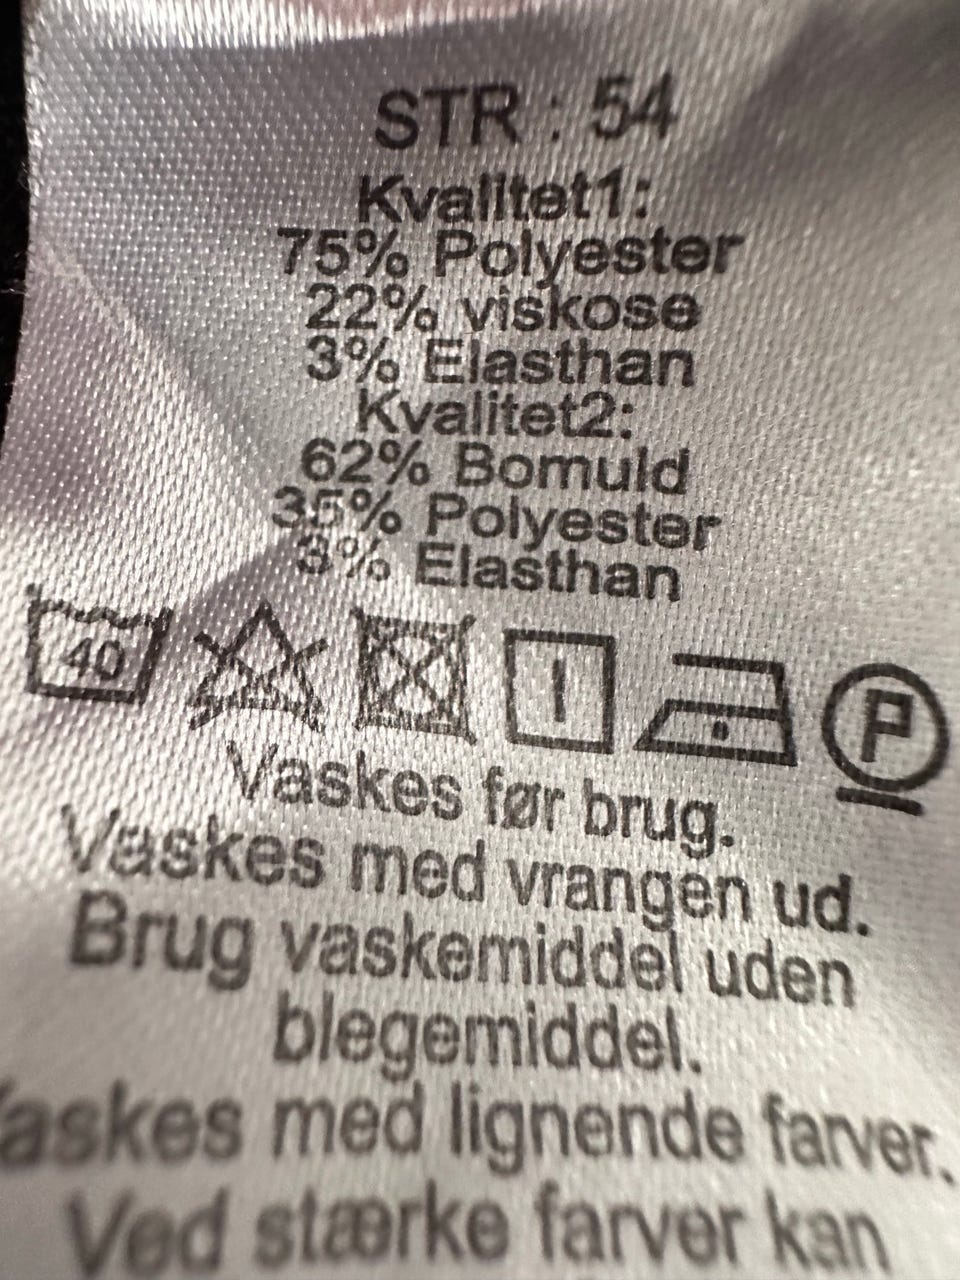 STR : 54
Kvalitet1:
75% Polyester
22% viskose
3% Elasthan
Kvalitet2:
62% Bomuld
35% Polyester
3% Elasthan
40 P
Vaskes før brug.
Vaskes med vrangen ud.
Brug vaskemiddel uden
blegemiddel.
Vaskes med lignende farver.
Ved stærke farver kan